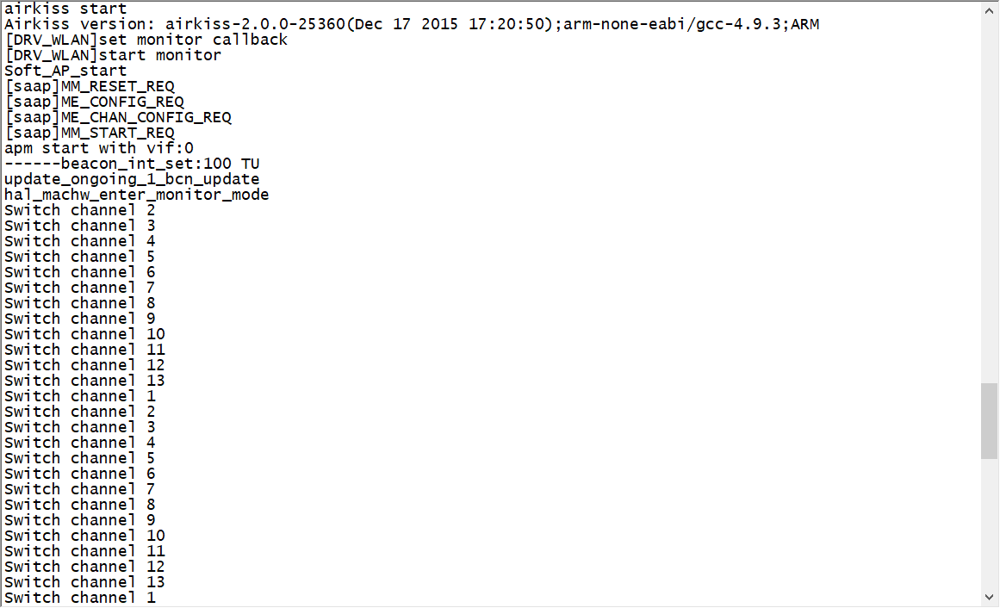 airkiss start
Airkiss version: airkiss-2.0.0-25360(Dec 17 2015 17:20:50);arm-none-eabi/gcc-4.9.3;ARM
[DRV_WLAN]set monitor callback
[DRV_WLAN]start monitor
Soft_AP_start
[saap]MM_RESET_REQ
[saap]ME_CONFIG_REQ
[saap]ME_CHAN_CONFIG_REQ
[saap]MM_START_REQ
apm start with vif:0
------beacon_int_set:100 TU
update_ongoing_1_bcn_update
hal_machw_enter_monitor_mode
Switch channel 2
Switch channel 3
Switch channel 4
Switch channel 5
Switch channel 6
Switch channel 7
Switch channel 8
Switch channel 9
Switch channel 10
Switch channel 11
Switch channel 12
Switch channel 13
Switch channel 1
Switch channel 2
Switch channel 3
Switch channel 4
Switch channel 5
Switch channel 6
Switch channel 7
Switch channel 8
Switch channel 9
Switch channel 10
Switch channel 11
Switch channel 12
Switch channel 13
Switch channel 1